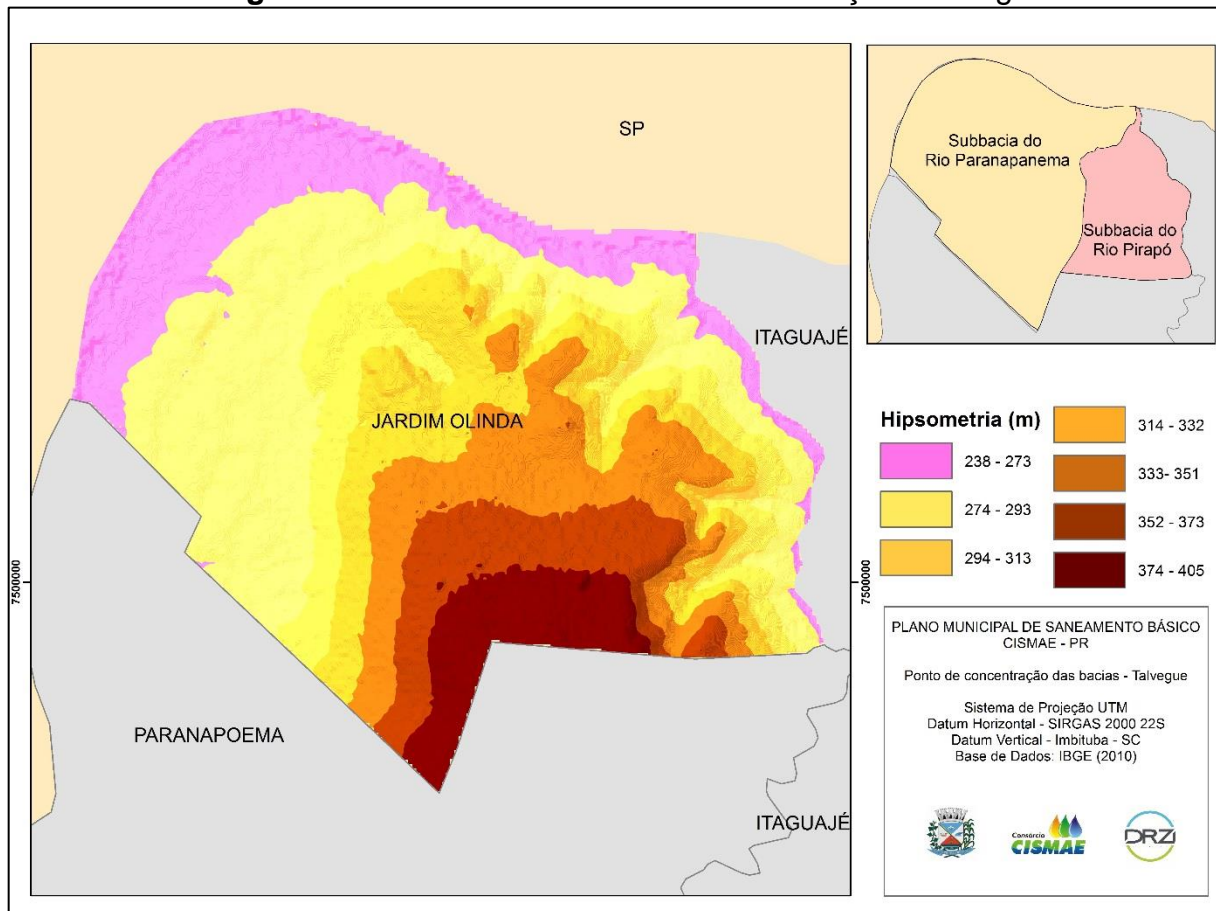 SP
ITAGUAJÉ
JARDIM OLINDA
7500000
7500000
PARANAPOEMA
ITAGUAJÉ
Subbacia do
Rio Paranapanema
Subbacia do
Rio Pirapó
Hipsometria (m)
238 - 273
274 - 293
294 - 313
314 - 332
333- 351
352 - 373
374 - 405
PLANO MUNICIPAL DE SANEAMENTO BÁSICO
CISMAE - PR
Ponto de concentração das bacias - Talvegue
Sistema de Projeção UTM
Datum Horizontal - SIRGAS 2000 22S
Datum Vertical - Imbituba - SC
Base de Dados: IBGE (2010)
Consórcio
CISMAE
DRZ